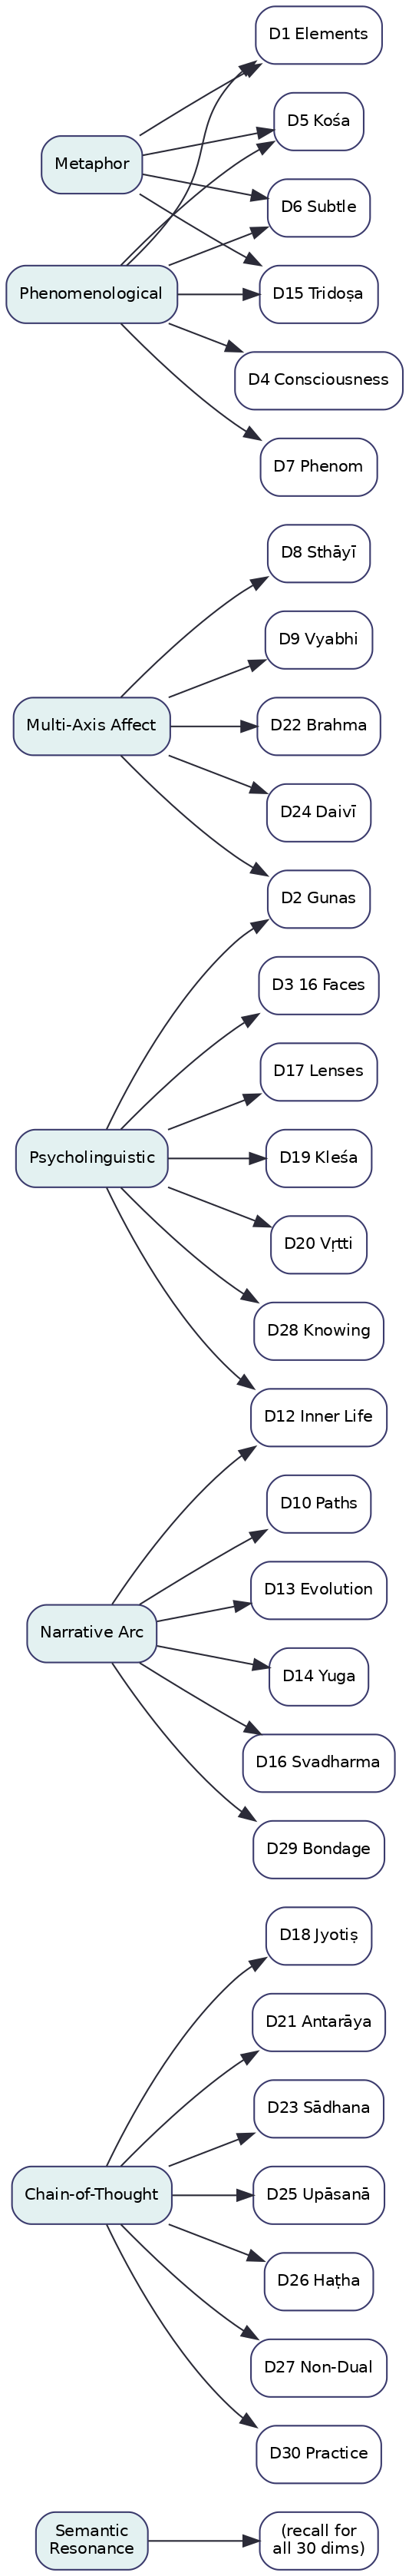 D1 Elements
D5 Kośa
Metaphor
D6 Subtle
Phenomenological
D15 Tridoṣa
D4 Consciousness
D7 Phenom
D8 Sthāyī
D9 Vyabhi
Multi-Axis Affect
D22 Brahma
D24 Daivī
D2 Gunas
D3 16 Faces
D17 Lenses
Psycholinguistic
D19 Kleśa
D20 Vṛtti
D28 Knowing
D12 Inner Life
D10 Paths
D13 Evolution
Narrative Arc
D14 Yuga
D16 Svadharma
D29 Bondage
D18 Jyotiṣ
D21 Antarāya
D23 Sādhana
Chain-of-Thought
D25 Upāsanā
D26 Haṭha
D27 Non-Dual
D30 Practice
Semantic
Resonance
(recall for
all 30 dims)